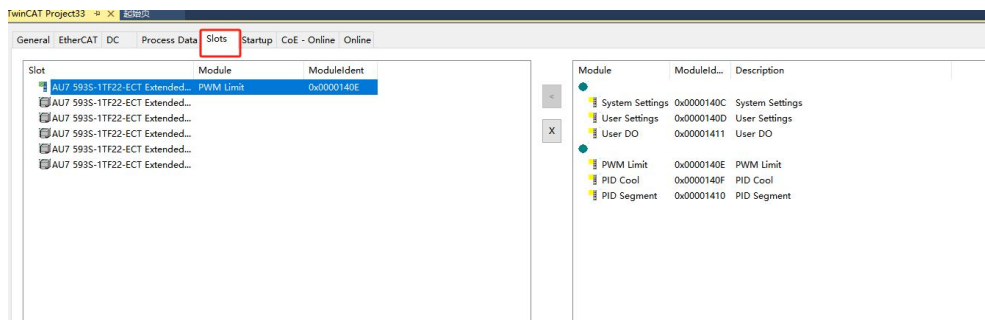 TwinCAT Project33 起始页
General EtherCAT DC Process Data Slots Startup CoE - Online Online
Slot Module ModuleIdent
AU7 593S-1TF22-ECT Extended... PWM Limit 0x0000140E
AU7 593S-1TF22-ECT Extended...
AU7 593S-1TF22-ECT Extended...
AU7 593S-1TF22-ECT Extended...
AU7 593S-1TF22-ECT Extended...
AU7 593S-1TF22-ECT Extended...
<
X
Module ModuleId... Description
System Settings 0x0000140C System Settings
User Settings 0x0000140D User Settings
User DO 0x00001411 User DO
PWM Limit 0x0000140E PWM Limit
PID Cool 0x0000140F PID Cool
PID Segment 0x00001410 PID Segment